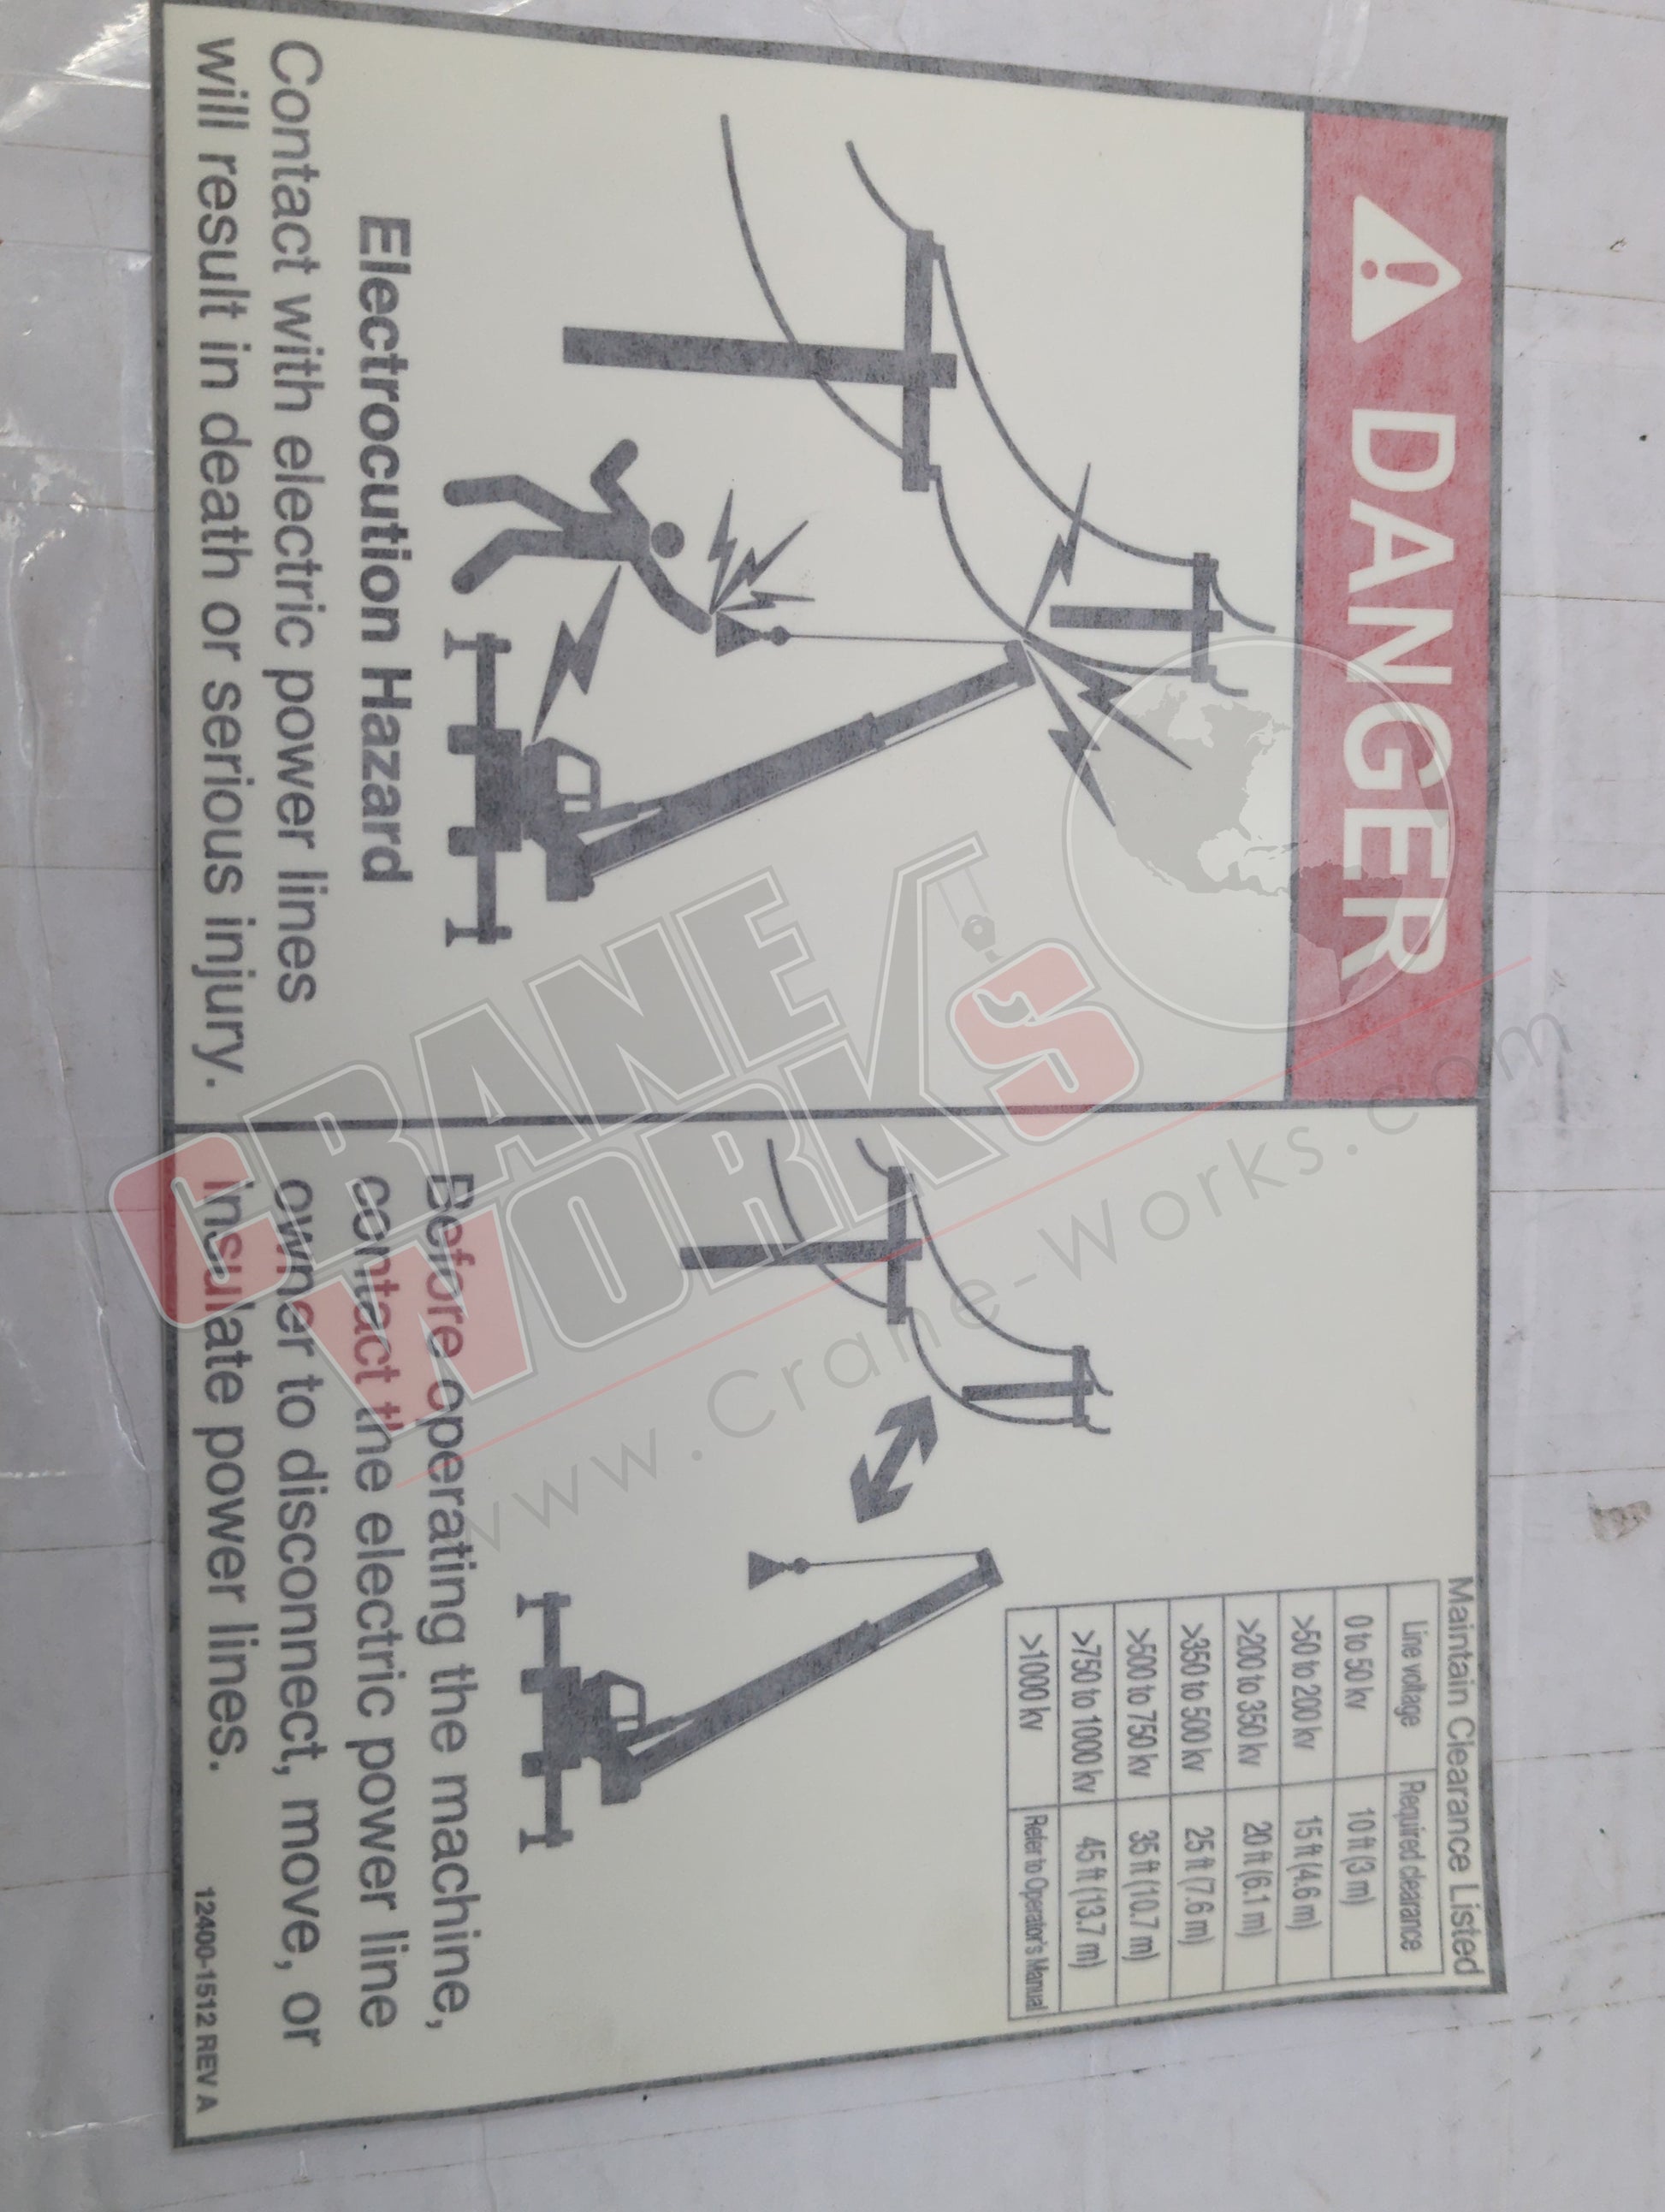 DANGER
Electrocution Hazard
Contact with electric power lines
will result in death or serious injury.
Maintain Clearance Listed
Line voltage Required clearance
0 to 50 kv 10 ft (3 m)
>50 to 200 kv 15 ft (4.6 m)
>200 to 350 kv 20 ft (6.1 m)
>350 to 500 kv 25 ft (7.6 m)
>500 to 750 kv 35 ft (10.7 m)
>750 to 1000 kv 45 ft (13.7 m)
>1000 kv Refer to Operator's Manual
Before operating the machine,
contact the electric power line
owner to disconnect, move, or
insulate power lines.
12400-1512 REV A
CRANE
WORKS
www.Crane-Works.com